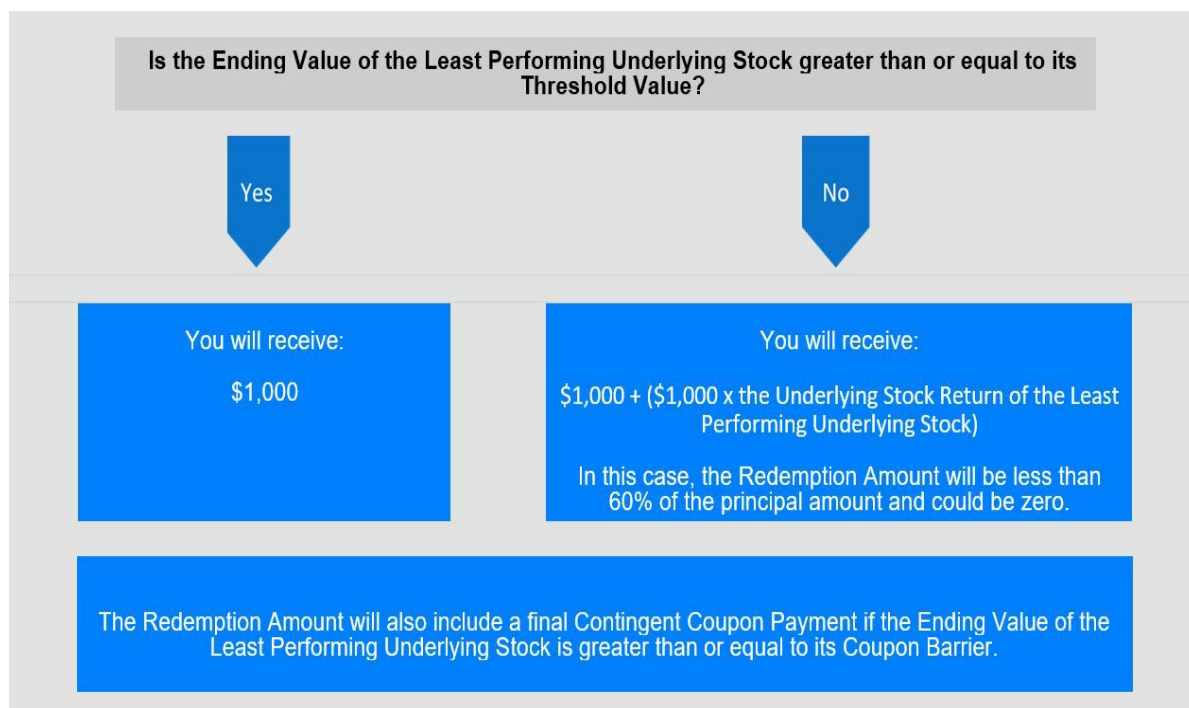 Is the Ending Value of the Least Performing Underlying Stock greater than or equal to its
Threshold Value?
Yes
No
You will receive:
$1,000
You will receive:
$1,000 + ($1,000 x the Underlying Stock Return of the Least
Performing Underlying Stock)
In this case, the Redemption Amount will be less than
60% of the principal amount and could be zero.
The Redemption Amount will also include a final Contingent Coupon Payment if the Ending Value of the
Least Performing Underlying Stock is greater than or equal to its Coupon Barrier.